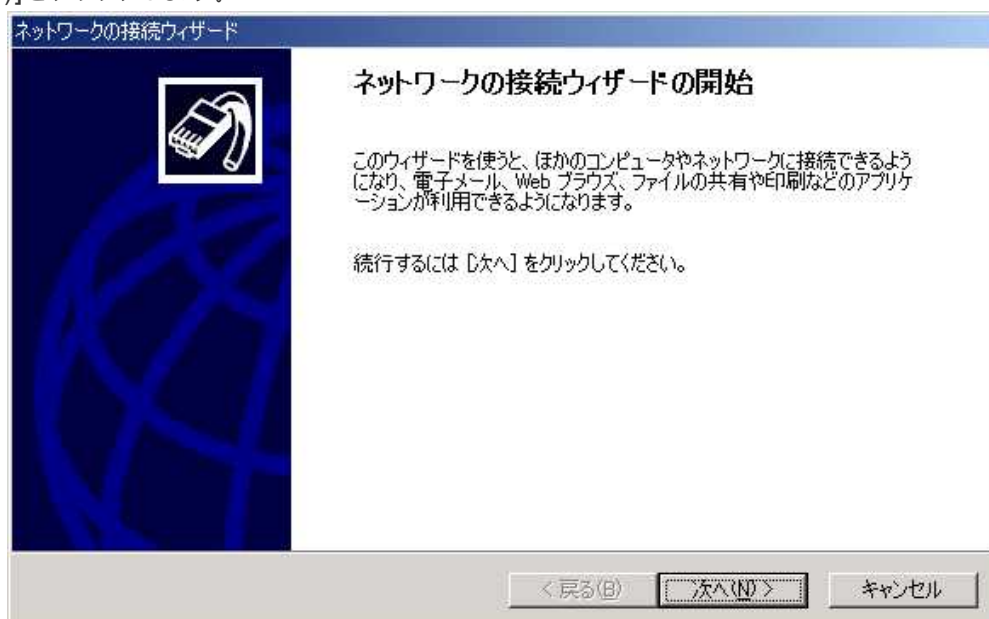 ネットワークの接続ウィザード
ネットワークの接続ウィザードの開始
このウィザードを使うと、ほかのコンピュータやネットワークに接続できるよう
になり、電子メール、Web ブラウズ、ファイルの共有や印刷などのアプリケ
ーションが利用できるようになります。
続行するには [次へ] をクリックしてください。
< 戻る(B)
次へ(N) >
キャンセル